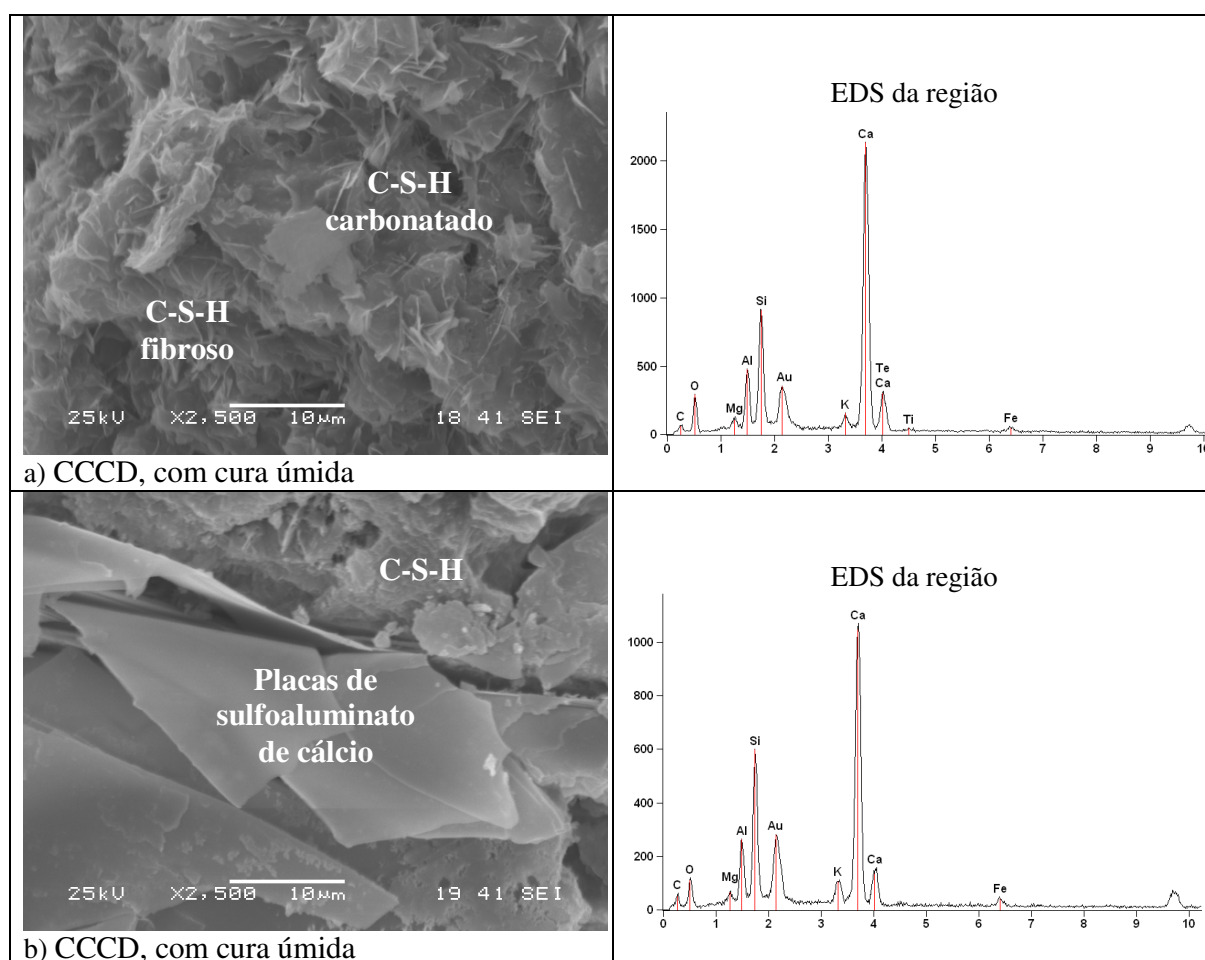 C-S-H
carbonatado
C-S-H
fibroso
25kV X2,500 10µm 18 41 SEI
a) CCCD, com cura úmida
EDS da região
Ca
2000
1500
1000
500
0
C O Mg Al Si Au K Te Ca Ti Fe
0 1 2 3 4 5 6 7 8 9 10
C-S-H
Placas de
sulfoaluminato
de cálcio
25kV X2,500 10µm 19 41 SEI
b) CCCD, com cura úmida
EDS da região
Ca
1000
800
600
400
200
0
C O Mg Al Si Au K Ca Fe
0 1 2 3 4 5 6 7 8 9 10